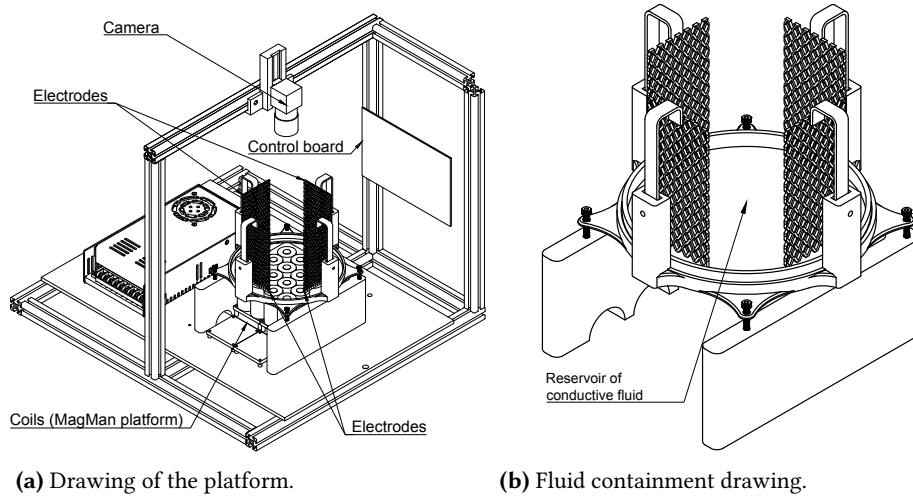 Camera
Electrodes
Control board
Coils (MagMan platform)
Electrodes
(a) Drawing of the platform.
Reservoir of
conductive fluid
(b) Fluid containment drawing.